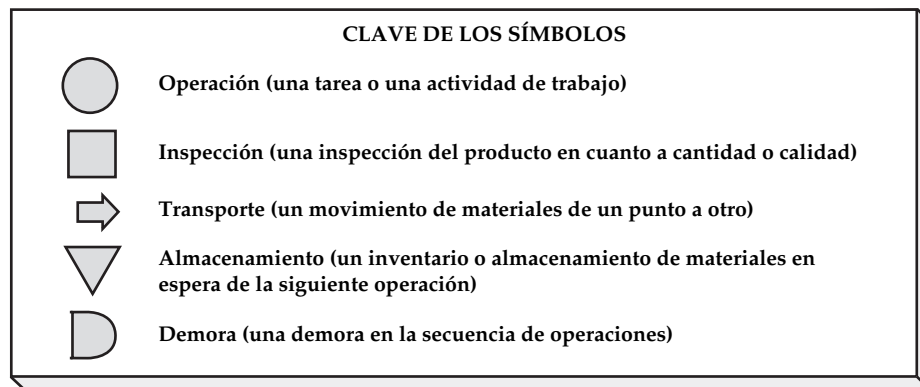 CLAVE DE LOS SÍMBOLOS
Operación (una tarea o una actividad de trabajo)
Inspección (una inspección del producto en cuanto a cantidad o calidad)
Transporte (un movimiento de materiales de un punto a otro)
Almacenamiento (un inventario o almacenamiento de materiales en
espera de la siguiente operación)
Demora (una demora en la secuencia de operaciones)